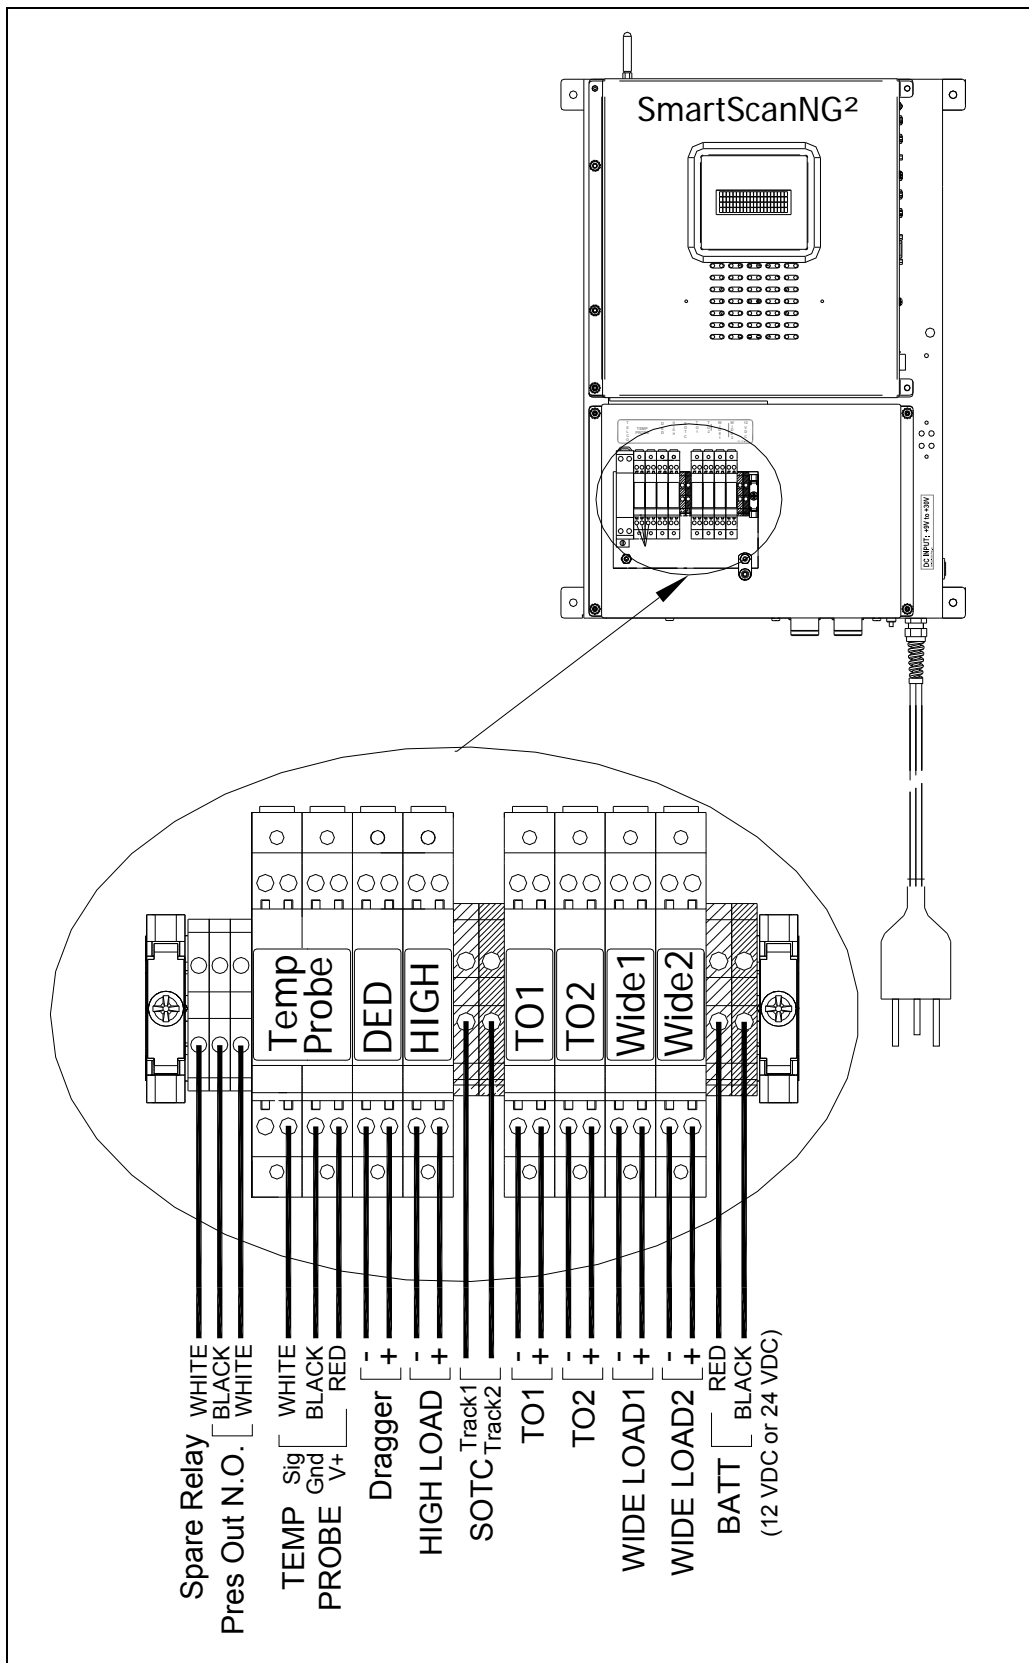 SmartScanNG²
TEMP
PROBE
DC INPUT: +9V to +30V
Temp
Probe
DED
HIGH
TO1
TO2
Wide1
Wide2
WHITE
Spare Relay
BLACK
WHITE
Pres Out N.O.
WHITE
BLACK
RED
Sig
Gnd
V+
TEMP
PROBE
- +
Dragger
- +
HIGH LOAD
Track1
Track2
SOTC
- +
TO1
- +
TO2
- +
WIDE LOAD1
- +
WIDE LOAD2
RED
BLACK
BATT
(12 VDC or 24 VDC)